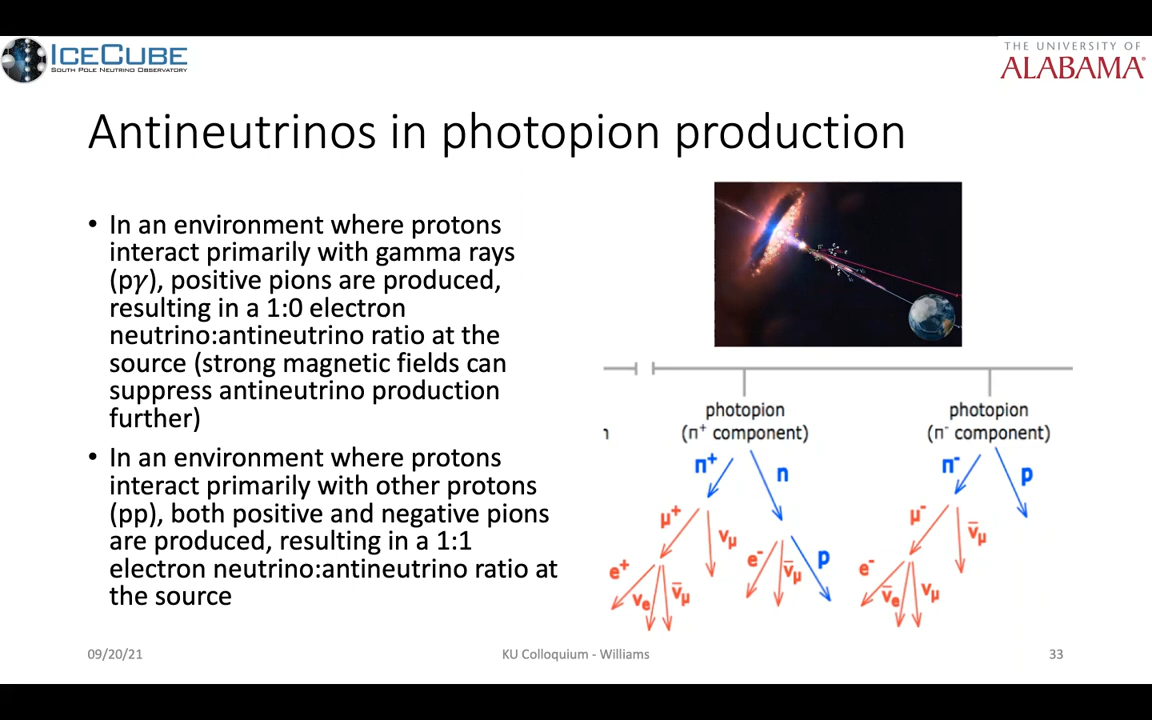 ICECUBE
SOUTH POLE NEUTRINO OBSERVATORY
THE UNIVERSITY OF
ALABAMA®
Antineutrinos in photopion production
• In an environment where protons
interact primarily with gamma rays
(p𝛾), positive pions are produced,
resulting in a 1:0 electron
neutrino:antineutrino ratio at the
source (strong magnetic fields can
suppress antineutrino production
further)
• In an environment where protons
interact primarily with other protons
(pp), both positive and negative pions
are produced, resulting in a 1:1
electron neutrino:antineutrino ratio at
the source
photopion
(π⁺ component)
photopion
(π⁻ component)
π⁺
n
π⁻
p
μ⁺
νμ
e⁻
ν̄μ
p
μ⁻
ν̄μ
e⁺
νe
ν̄μ
e⁻
ν̄e
νμ
09/20/21
KU Colloquium - Williams
33